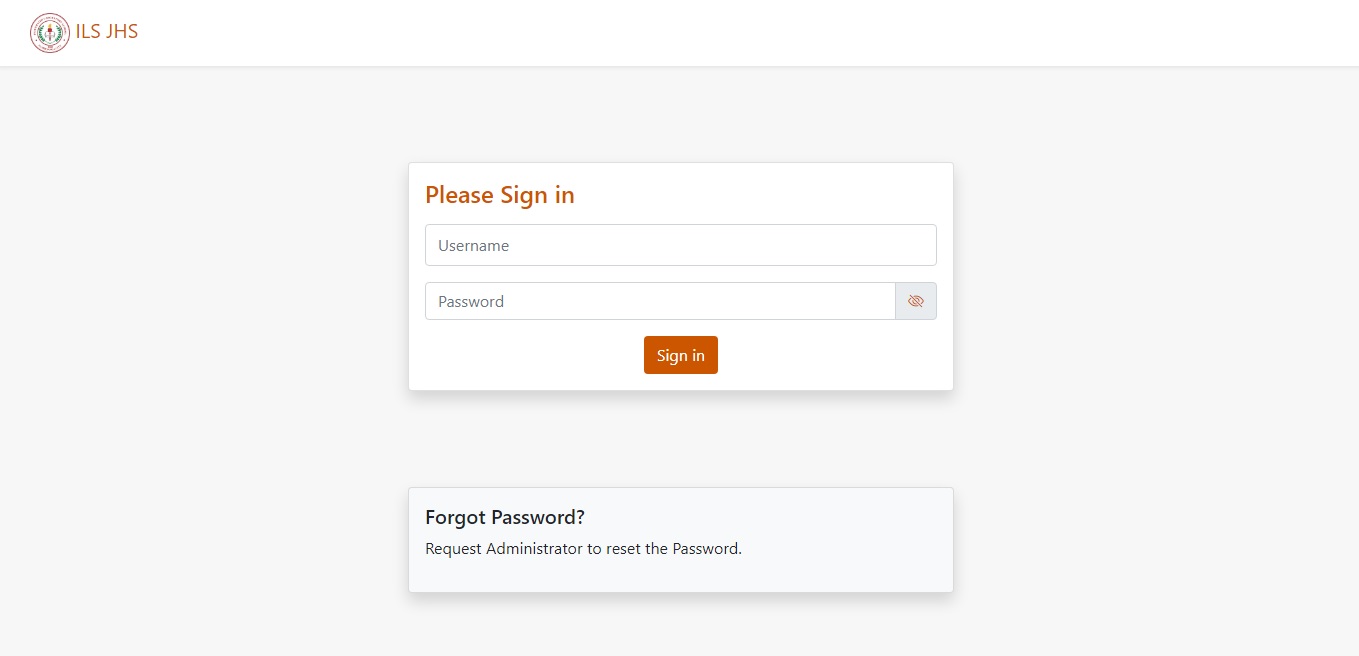 ILS JHS
Please Sign in
Username
Password
Sign in
Forgot Password?
Request Administrator to reset the Password.